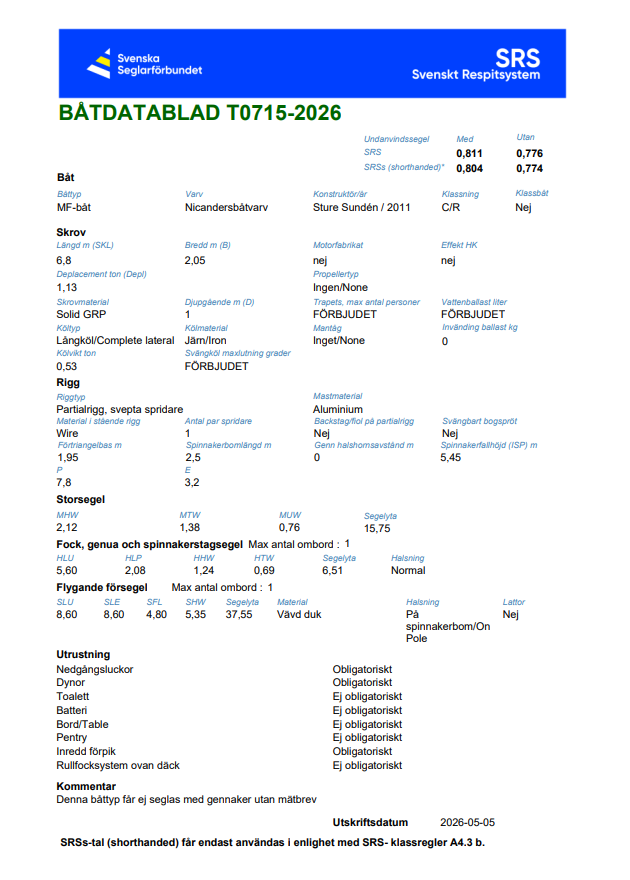 Svenska
Seglarförbundet
SRS
Svenskt Respitsystem
BÅTDATABLAD T0715-2026
Undanvindssegel Med Utan
SRS 0,811 0,776
SRSs (shorthanded)* 0,804 0,774
Båt
Båttyp Varv Konstruktör/år Klassning Klassbåt
MF-båt Nicandersbåtvarv Sture Sundén / 2011 C/R Nej
Skrov
Längd m (SKL) Bredd m (B) Motorfabrikat Effekt HK
6,8 2,05 nej nej
Deplacement ton (Depl) Propellertyp
1,13 Ingen/None
Skrovmaterial Djupgående m (D) Trapets, max antal personer Vattenballast liter
Solid GRP 1 FÖRBJUDET FÖRBJUDET
Költyp Kölmaterial Mantåg Invänding ballast kg
Långköl/Complete lateral Järn/Iron Inget/None 0
Kölvikt ton Svängköl maxlutning grader
0,53 FÖRBJUDET
Rigg
Riggtyp Mastmaterial
Partialrigg, svepta spridare Aluminium
Material i stående rigg Antal par spridare Backstag/fiol på partialrigg Svängbart bogspröt
Wire 1 Nej Nej
Förtriangelbas m Spinnakerbomlängd m Genn halshomsavstånd m Spinnakerfallhöjd (ISP) m
1,95 2,5 0 5,45
P E
7,8 3,2
Storsegel
MHW MTW MUW Segelyta
2,12 1,38 0,76 15,75
Fock, genua och spinnakerstagsegel Max antal ombord : 1
HLU HLP HHW HTW Segelyta Halsning
5,60 2,08 1,24 0,69 6,51 Normal
Flygande försegel Max antal ombord : 1
SLU SLE SFL SHW Segelyta Material Halsning Lattor
8,60 8,60 4,80 5,35 37,55 Vävd duk På Nej
spinnakerbom/On
Pole
Utrustning
Nedgångsluckor Obligatoriskt
Dynor Obligatoriskt
Toalett Ej obligatoriskt
Batteri Ej obligatoriskt
Bord/Table Ej obligatoriskt
Pentry Ej obligatoriskt
Inredd förpik Obligatoriskt
Rullfocksystem ovan däck Ej obligatoriskt
Kommentar
Denna båttyp får ej seglas med gennaker utan mätbrev
Utskriftsdatum 2026-05-05
SRSs-tal (shorthanded) får endast användas i enlighet med SRS- klassregler A4.3 b.